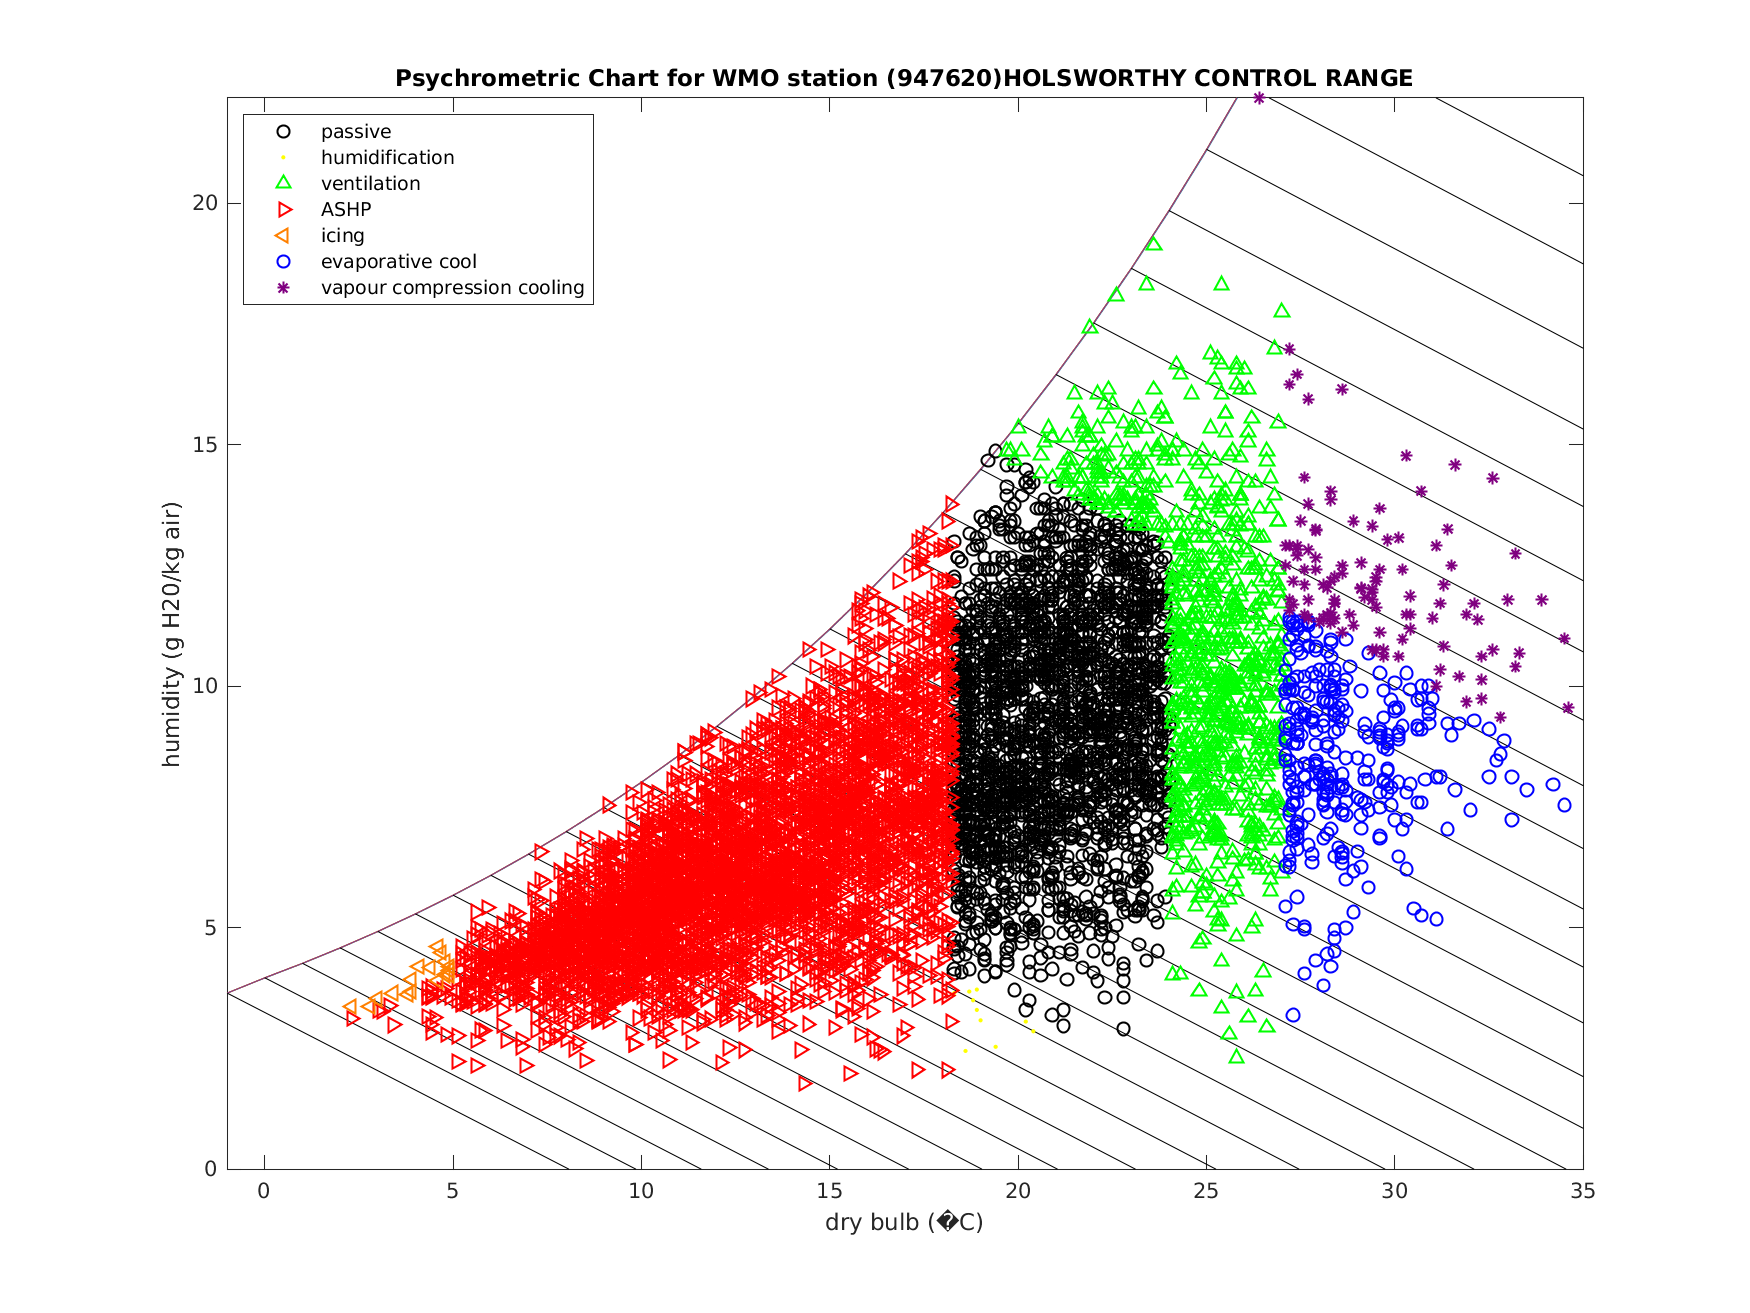 Psychrometric Chart for WMO station (947620)HOLSWORTHY CONTROL RANGE
passive
humidification
ventilation
ASHP
icing
evaporative cool
vapour compression cooling
humidity (g H20/kg air)
20
15
10
5
0
0 5 10 15 20 25 30 35
dry bulb (�C)